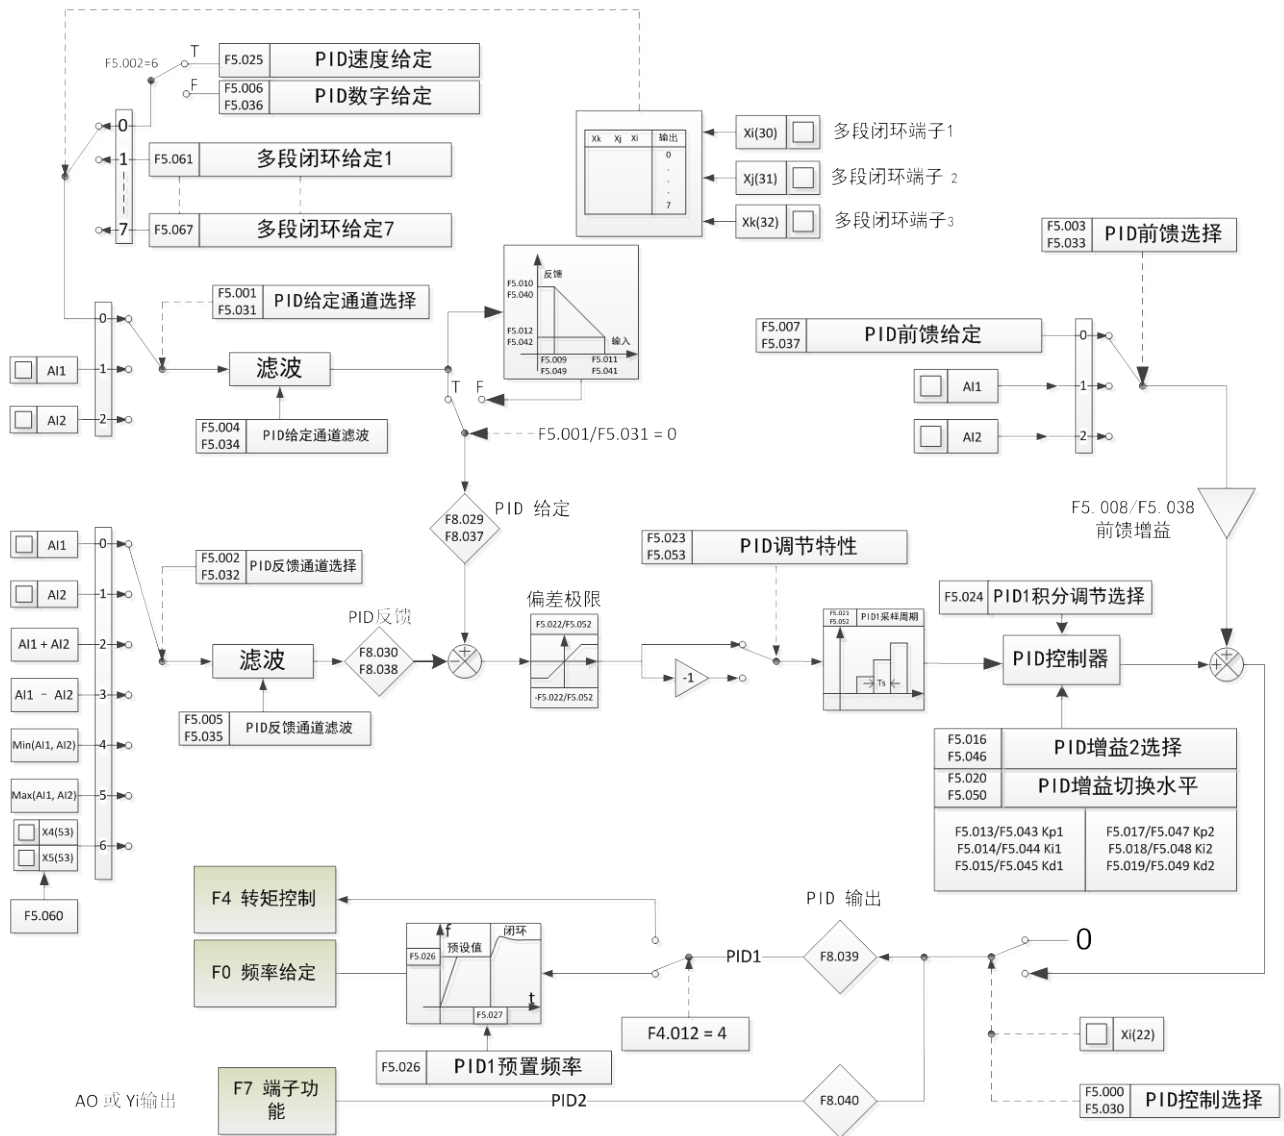 F5.002=6
T
F5.025 PID速度给定
F
F5.006
F5.036
PID数字给定
0
1
7
F5.061 多段闭环给定1
F5.067 多段闭环给定7
Xk Xj Xi 输出
0
.
.
.
7
Xi(30) 多段闭环端子1
Xj(31) 多段闭环端子 2
Xk(32) 多段闭环端子3
F5.003
F5.033
PID前馈选择
F5.001
F5.031
PID给定通道选择
0
AI1
1
AI2
2
滤波
F5.004
F5.034
PID给定通道滤波
反馈
F5.010
F5.040
F5.012
F5.042
输入
F5.009
F5.049
F5.011
F5.041
T F
F5.001/F5.031 = 0
F5.007
F5.037
PID前馈给定
0
AI1
1
AI2
2
F5.008/F5.038
前馈增益
F8.029
F8.037
PID 给定
AI1
0
AI2
1
AI1 + AI2
2
AI1 - AI2
3
Min(AI1, AI2)
4
Max(AI1, AI2)
5
X4(53)
X5(53)
6
F5.060
F5.002
F5.032
PID反馈通道选择
滤波
F5.005
F5.035
PID反馈通道滤波
PID反馈
F8.030
F8.038
+
−
偏差极限
F5.022/F5.052
-F5.022/F5.052
F5.023
F5.053
PID调节特性
-1
F5.021
F5.052
PID1采样周期
Ts
F5.024 PID1积分调节选择
PID控制器
+
+
F5.016
F5.046
PID增益2选择
F5.020
F5.050
PID增益切换水平
F5.013/F5.043 Kp1
F5.014/F5.044 Ki1
F5.015/F5.045 Kd1
F5.017/F5.047 Kp2
F5.018/F5.048 Ki2
F5.019/F5.049 Kd2
F4 转矩控制
F0 频率给定
f
F5.026
预设值
闭环
t
F5.027
F5.026 PID1预置频率
F4.012 = 4
PID1
PID 输出
F8.039
0
Xi(22)
F5.000
F5.030
PID控制选择
AO 或 Yi输出
F7 端子功
能
PID2
F8.040